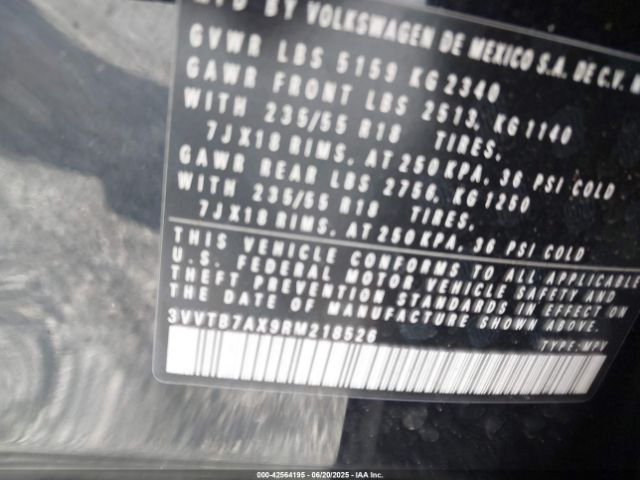 MFD BY VOLKSWAGEN DE MEXICO S.A. DE C.V.
GVWR LBS 5159 KG 2340
GAWR FRONT LBS 2513, KG 1140
WITH 235/55 R18 TIRES,
7JX18 RIMS, AT 250 KPA, 36 PSI COLD
GAWR REAR LBS 2756, KG 1250
WITH 235/55 R18 TIRES,
7JX18 RIMS, AT 250 KPA, 36 PSI COLD
THIS VEHICLE CONFORMS TO ALL APPLICABLE
U.S. FEDERAL MOTOR VEHICLE SAFETY AND
THEFT PREVENTION STANDARDS IN EFFECT ON
THE DATE OF MANUFACTURE SHOWN ABOVE.
3VVTB7AX9RM218526
TYPE: MPV
000-42564195 - 06/20/2025 - IAA Inc.